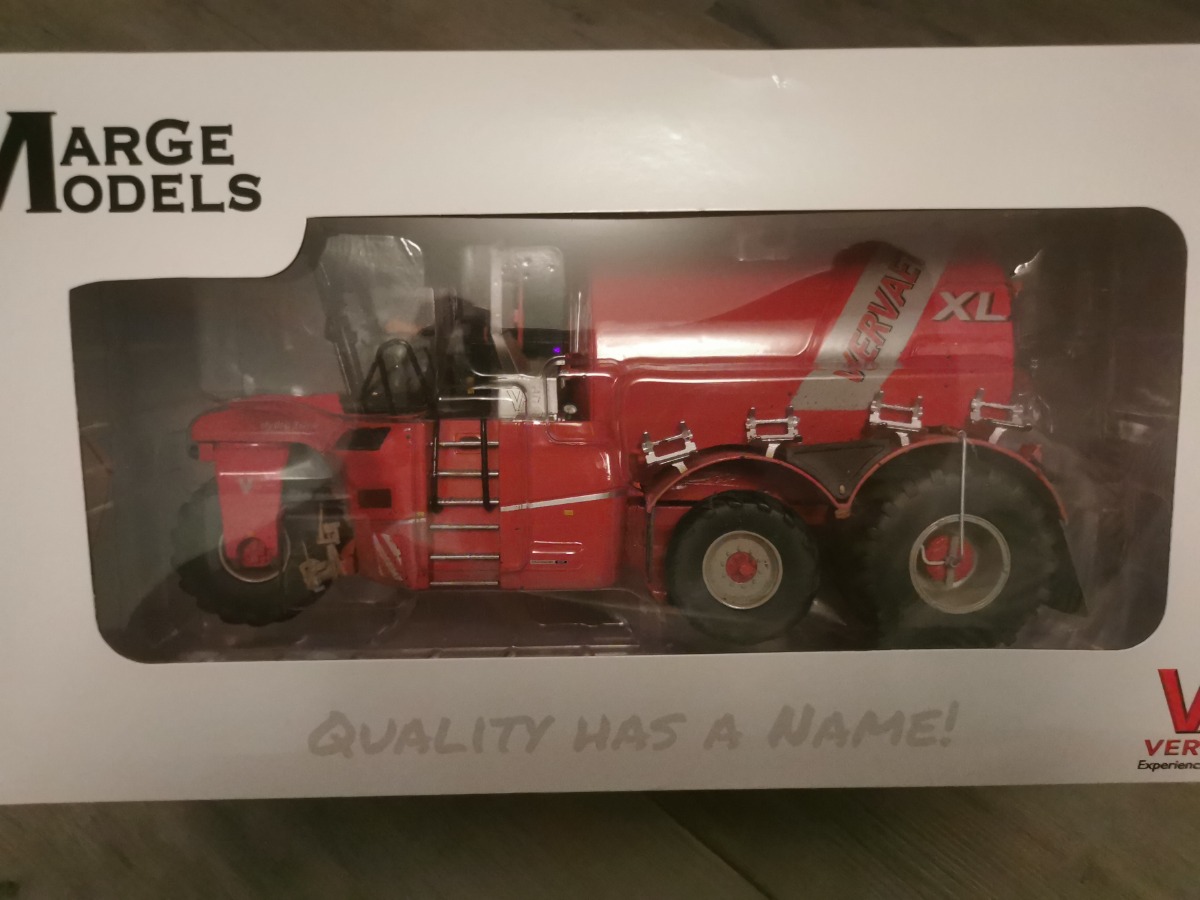 MARGE
MODELS
VERVAET
XL
QUALITY HAS A NAME!
VER
Experienc